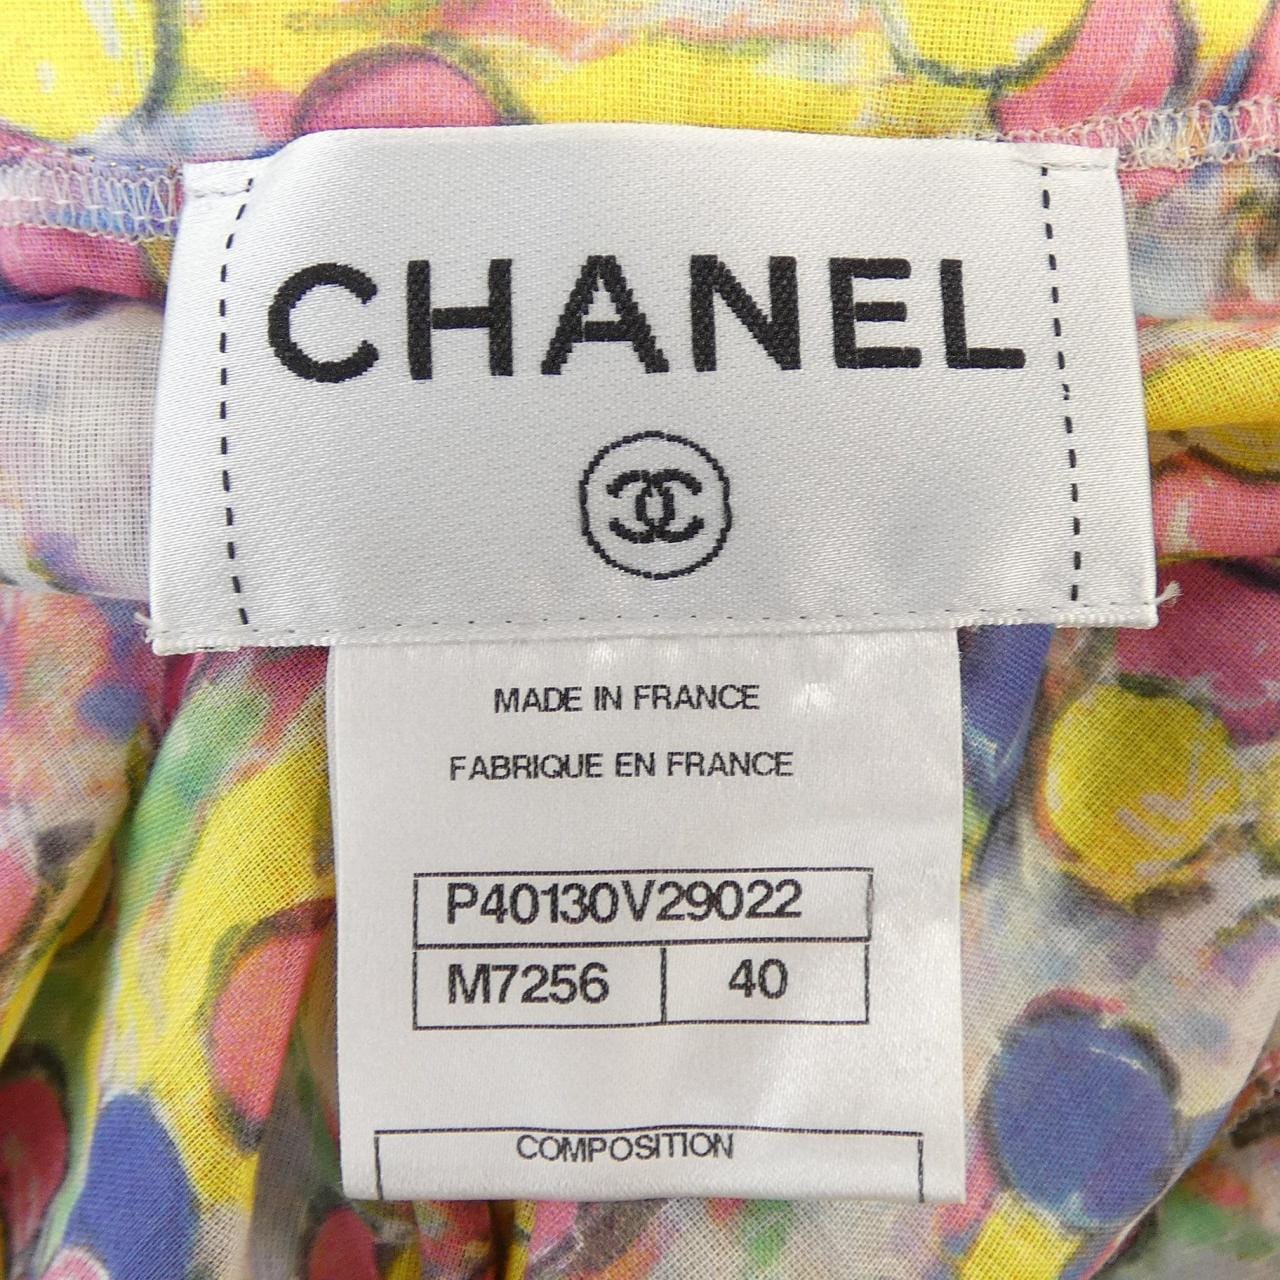 CHANEL
MADE IN FRANCE
FABRIQUE EN FRANCE
P40130V29022
M7256 40
COMPOSITION